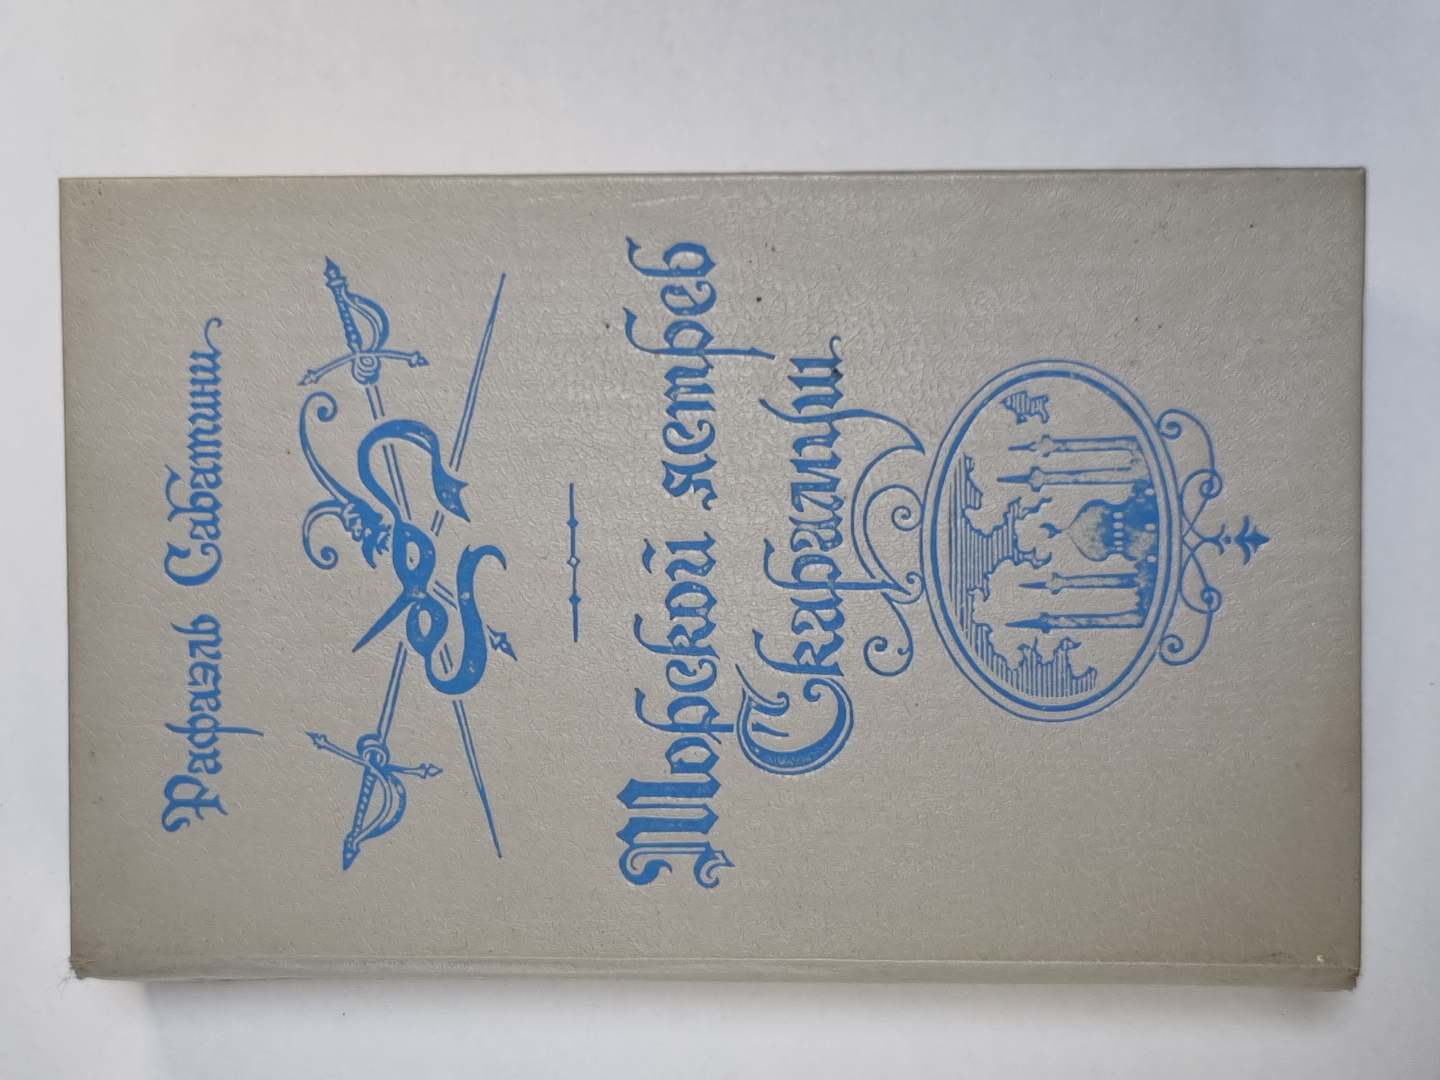 Рафаэль Сабатини
Морской ястреб
Скарамуш